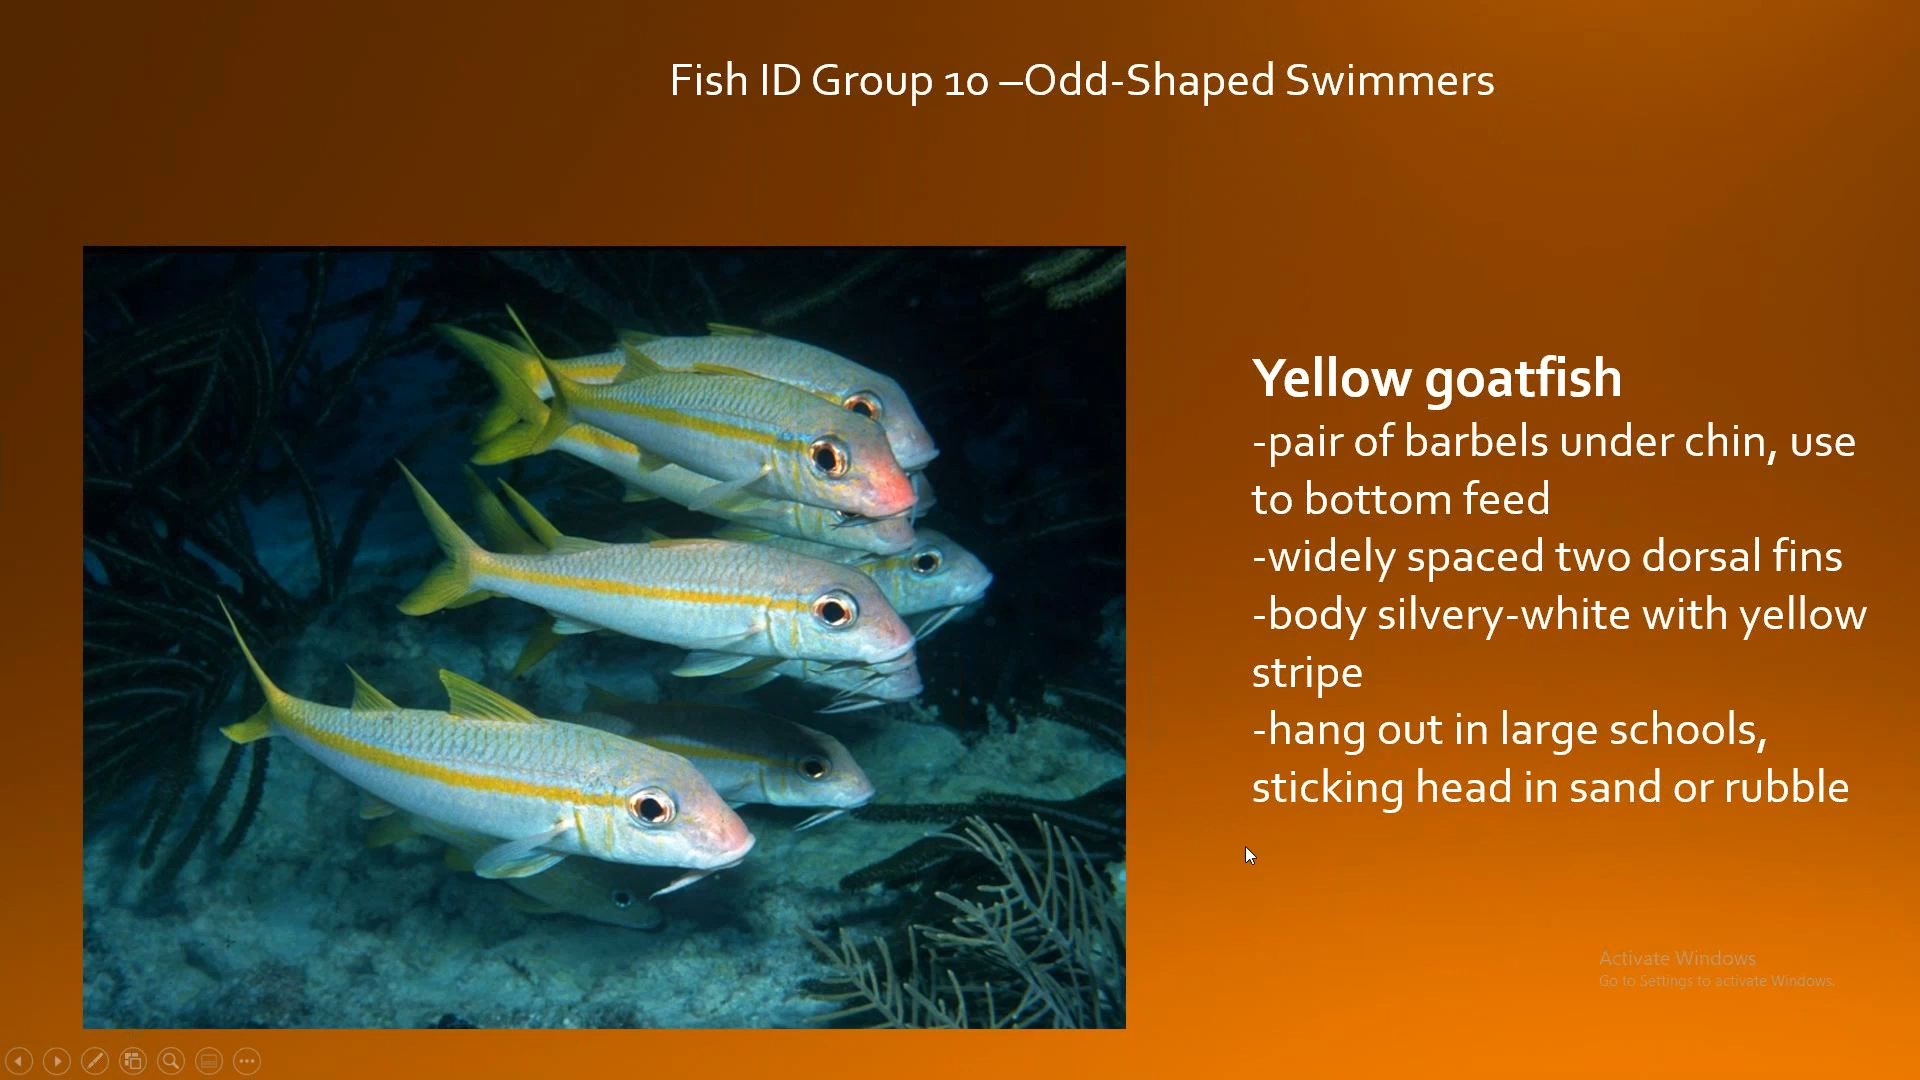 Fish ID Group 10 –Odd-Shaped Swimmers
Yellow goatfish
-pair of barbels under chin, use
to bottom feed
-widely spaced two dorsal fins
-body silvery-white with yellow
stripe
-hang out in large schools,
sticking head in sand or rubble
Activate Windows
Go to Settings to activate Windows.